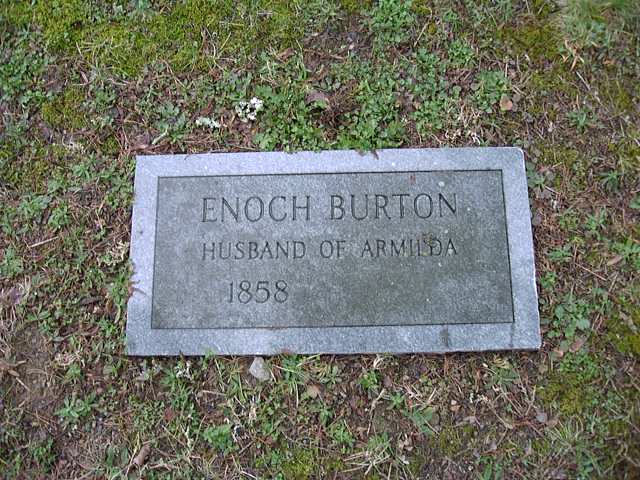 ENOCH BURTON
HUSBAND OF ARMILDA
1858